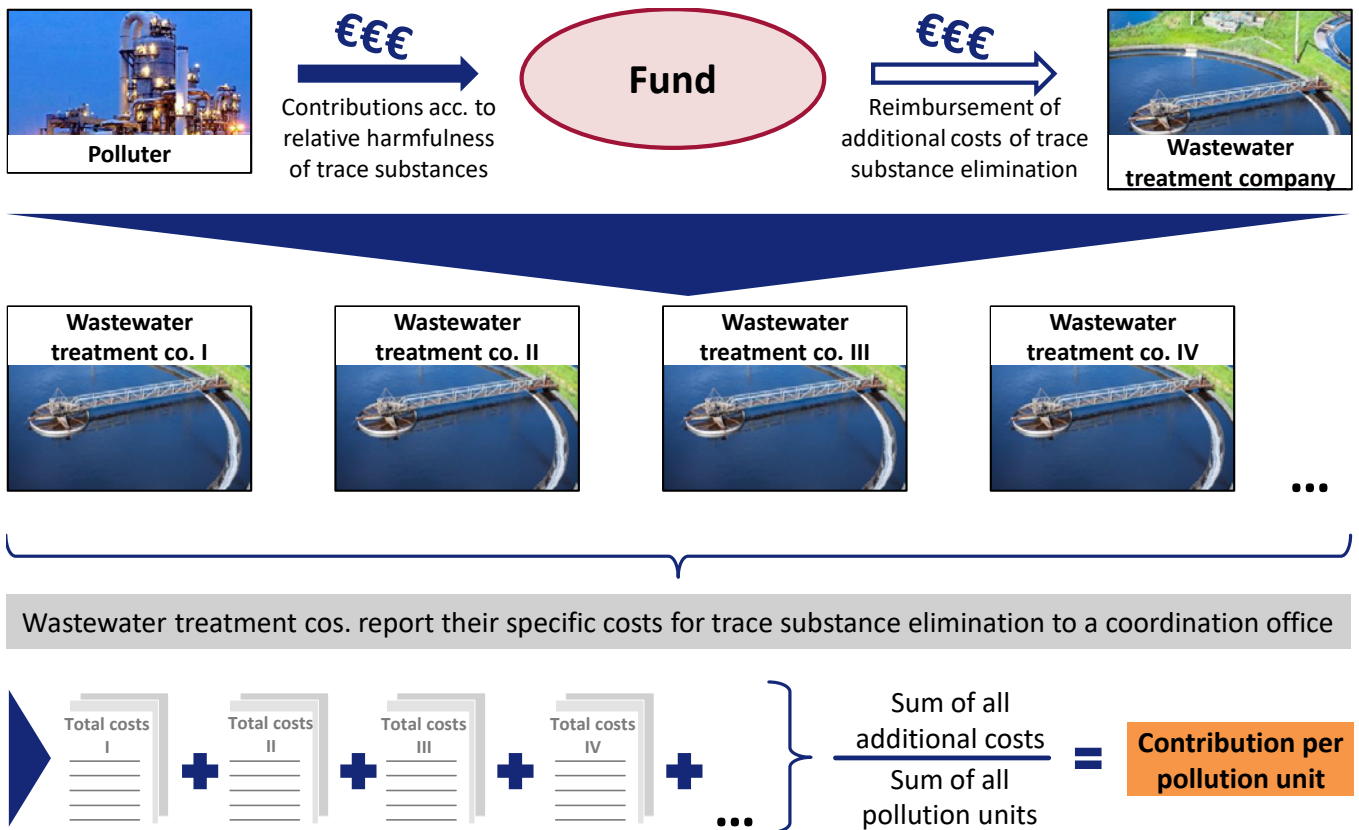 €€€
€€€
Fund
Polluter
Contributions acc. to
relative harmfulness
of trace substances
Reimbursement of
additional costs of trace
substance elimination
Wastewater
treatment company
Wastewater
treatment co. I
Wastewater
treatment co. II
Wastewater
treatment co. III
Wastewater
treatment co. IV
...
Wastewater treatment cos. report their specific costs for trace substance elimination to a coordination office
Total costs
I
+
Total costs
II
+
Total costs
III
+
Total costs
IV
+
...
Sum of all
additional costs
Sum of all
pollution units
=
Contribution per
pollution unit